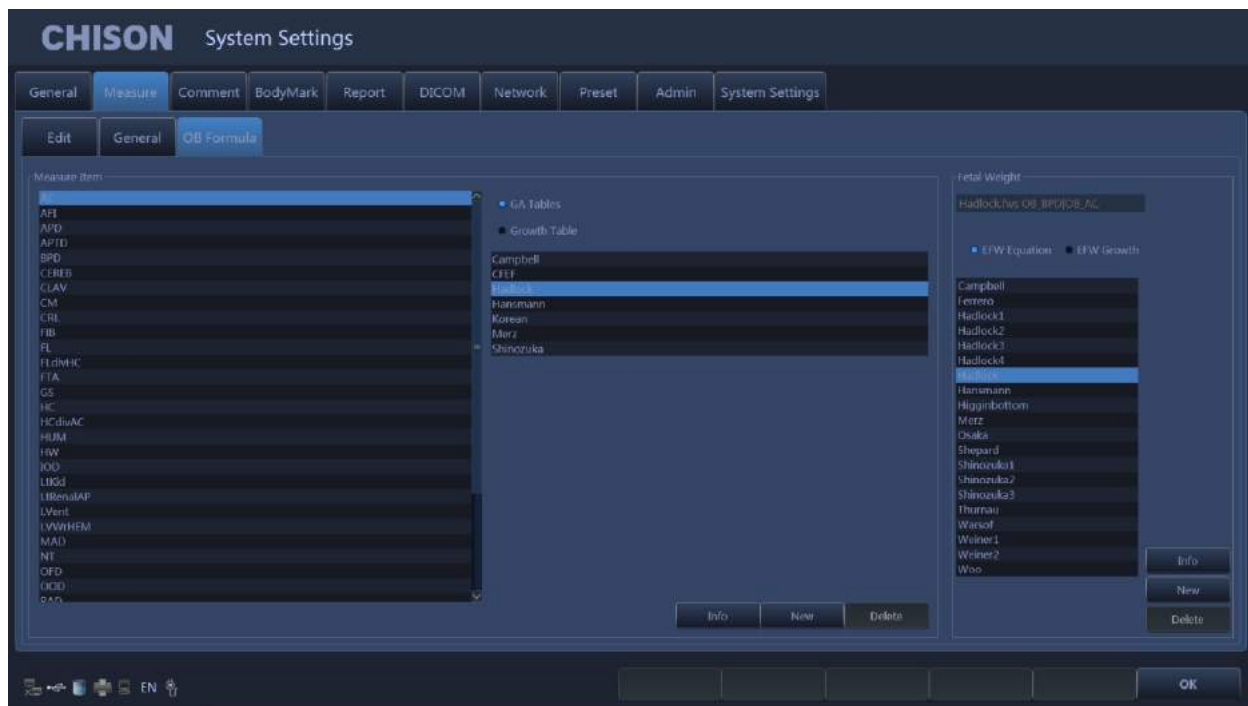 CHISON System Settings
General Measure Comment BodyMark Report DICOM Network Preset Admin System Settings
Edit General OB Formula
Measure Item
AC
AFI
APD
APTD
BPD
CEREB
CLAV
CM
CRL
FIB
FL
FLdivHC
FTA
GS
HC
HCdivAC
HUM
HW
IOD
LtKid
LtRenalAP
LVent
LVWrHEM
MAD
NT
OFD
OOD
GA Tables
Growth Table
Campbell
CFEF
Hadlock
Hansmann
Korean
Merz
Shinozuka
Info New Delete
Fetal Weight
EFW Equation EFW Growth
Campbell
Ferrero
Hadlock1
Hadlock2
Hadlock3
Hadlock4
Hadlock
Hansmann
Higginbottom
Merz
Osaka
Shepard
Shinozuka1
Shinozuka2
Shinozuka3
Thurnau
Warsof
Weiner1
Weiner2
Woo
Info
New
Delete
EN
OK